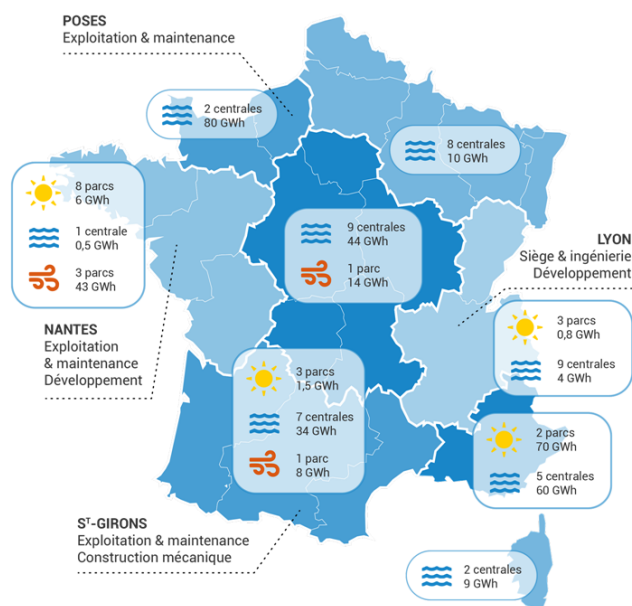 POSES
Exploitation & maintenance
2 centrales
80 GWh
8 centrales
10 GWh
8 parcs
6 GWh
1 centrale
0,5 GWh
3 parcs
43 GWh
9 centrales
44 GWh
1 parc
14 GWh
LYON
Siège & ingénierie
Développement
3 parcs
0,8 GWh
9 centrales
4 GWh
NANTES
Exploitation
& maintenance
Développement
3 parcs
1,5 GWh
7 centrales
34 GWh
1 parc
8 GWh
2 parcs
70 GWh
5 centrales
60 GWh
Sᵀ-GIRONS
Exploitation & maintenance
Construction mécanique
2 centrales
9 GWh